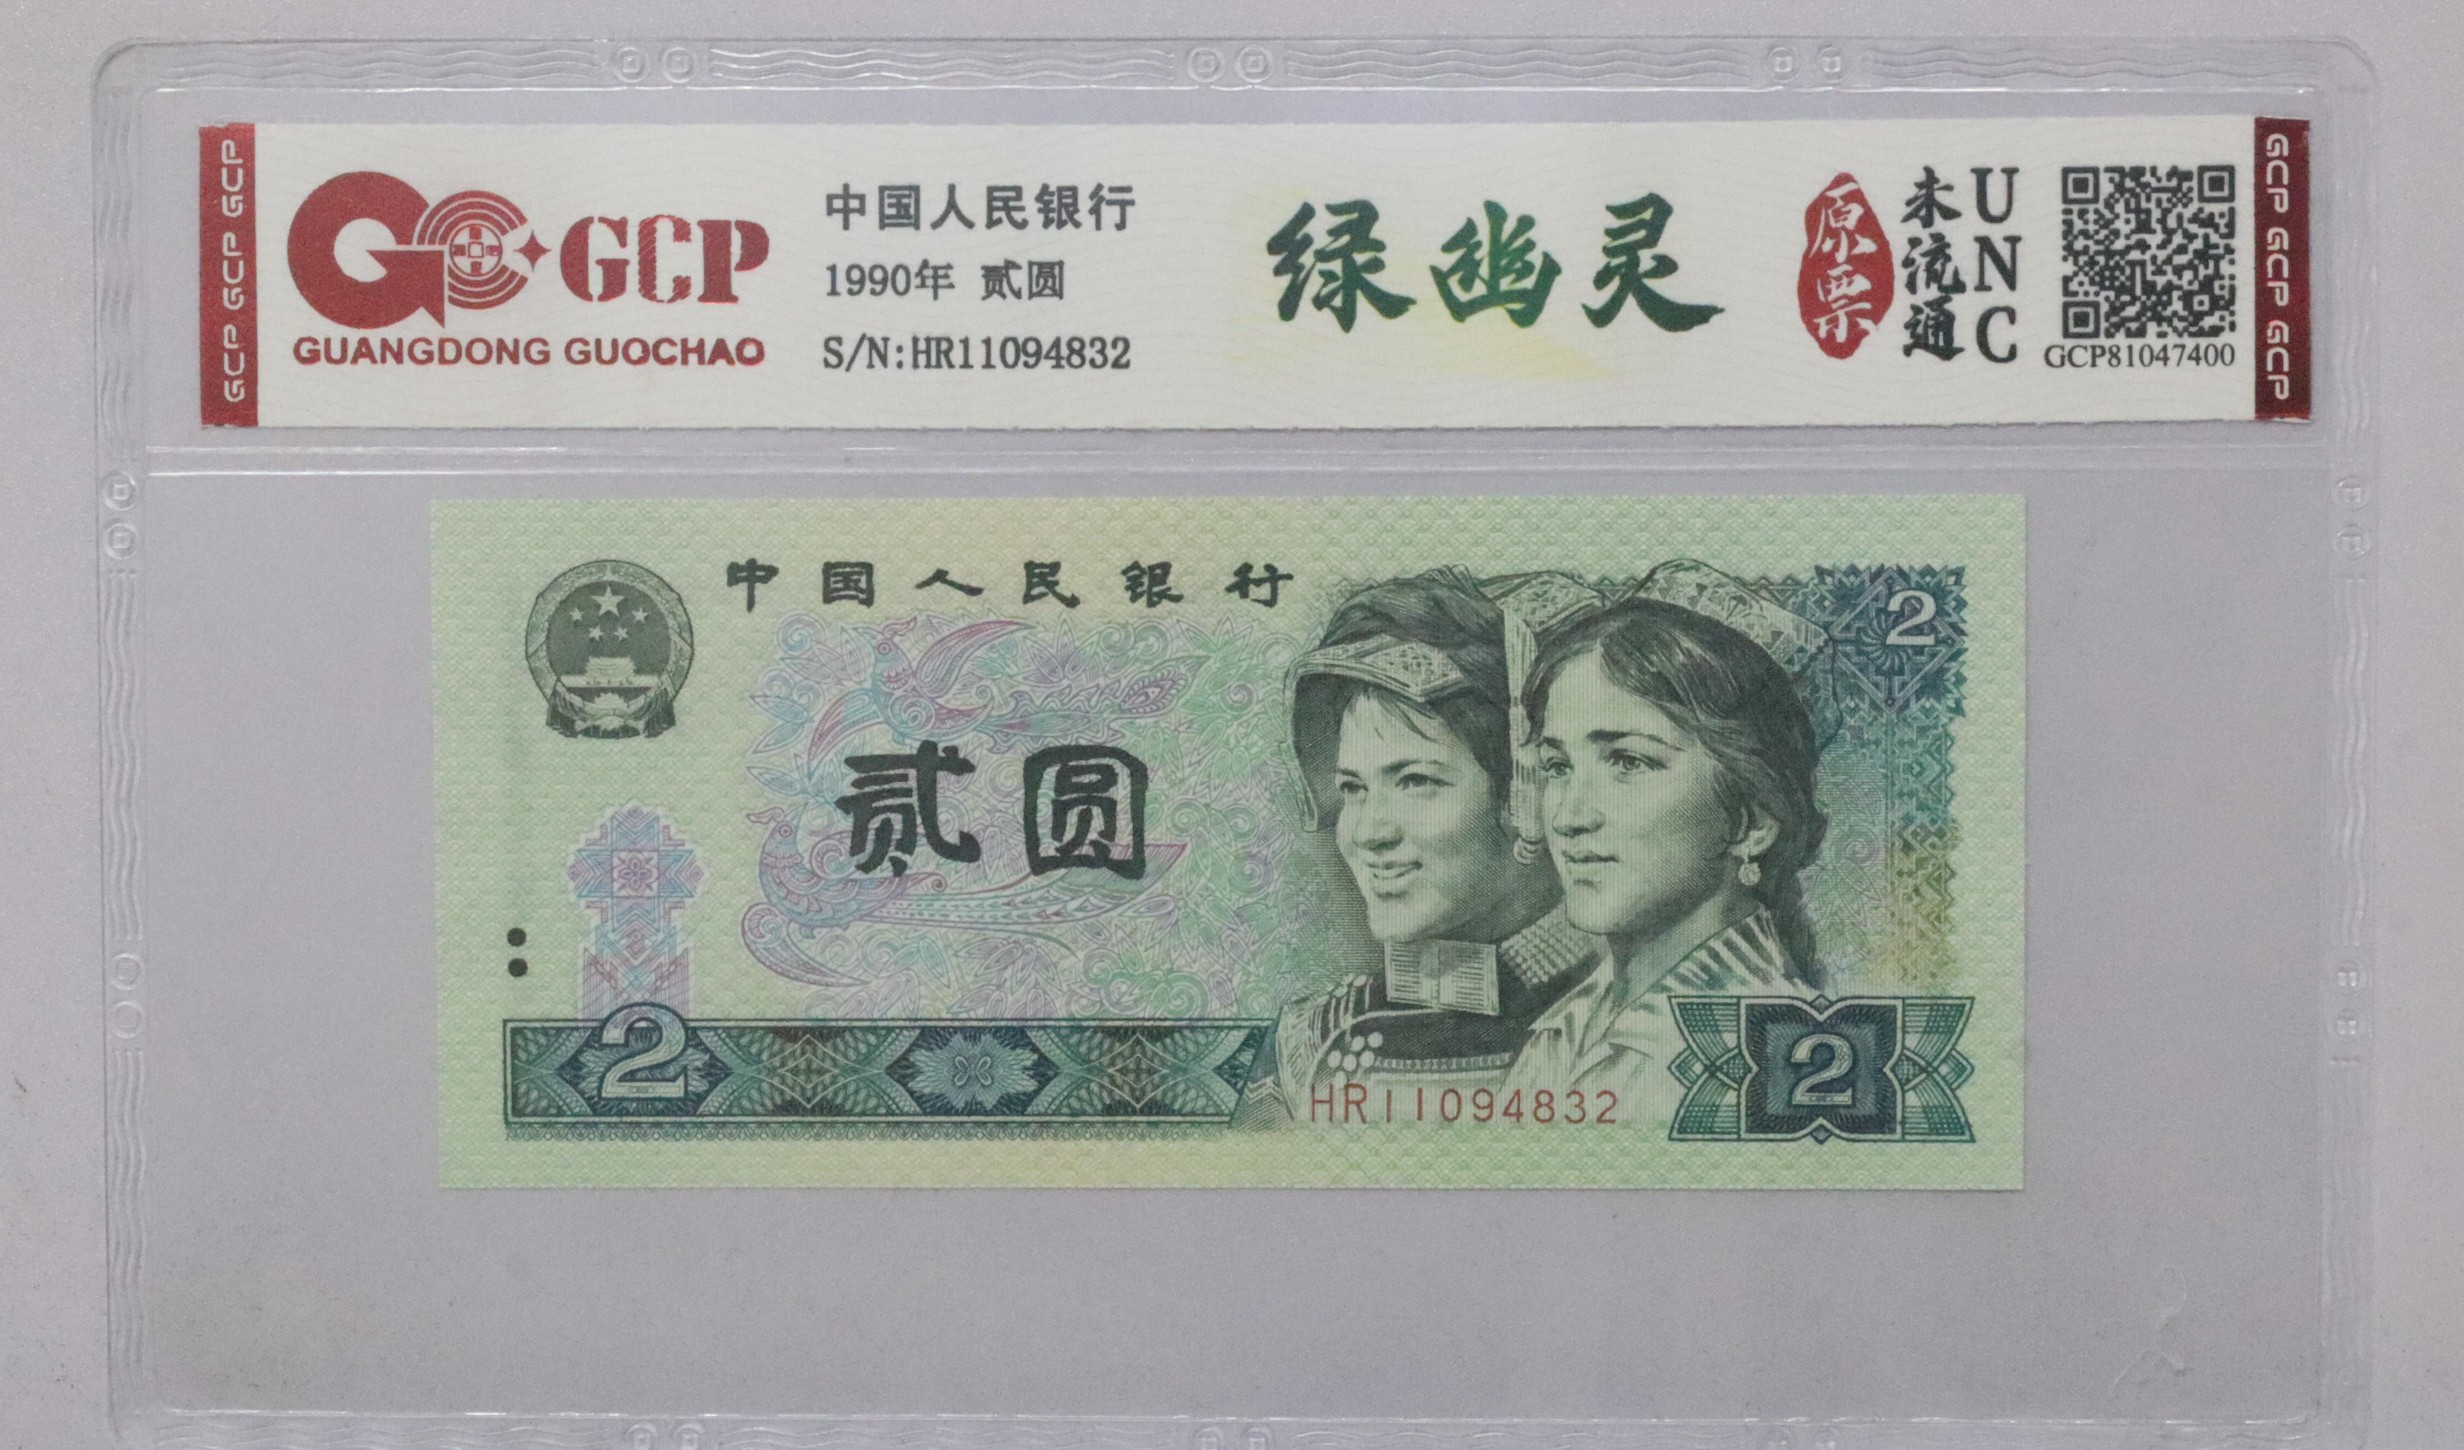 GCP GCP GCP
GCP
GUANGDONG GUOCHAO
中国人民银行
1990年 贰圆
S/N:HR11094832
绿幽灵
原票
未流通
UNC
GCP81047400
GCP GCP GCP
中国人民银行
2
贰圆
2
HR11094832
2